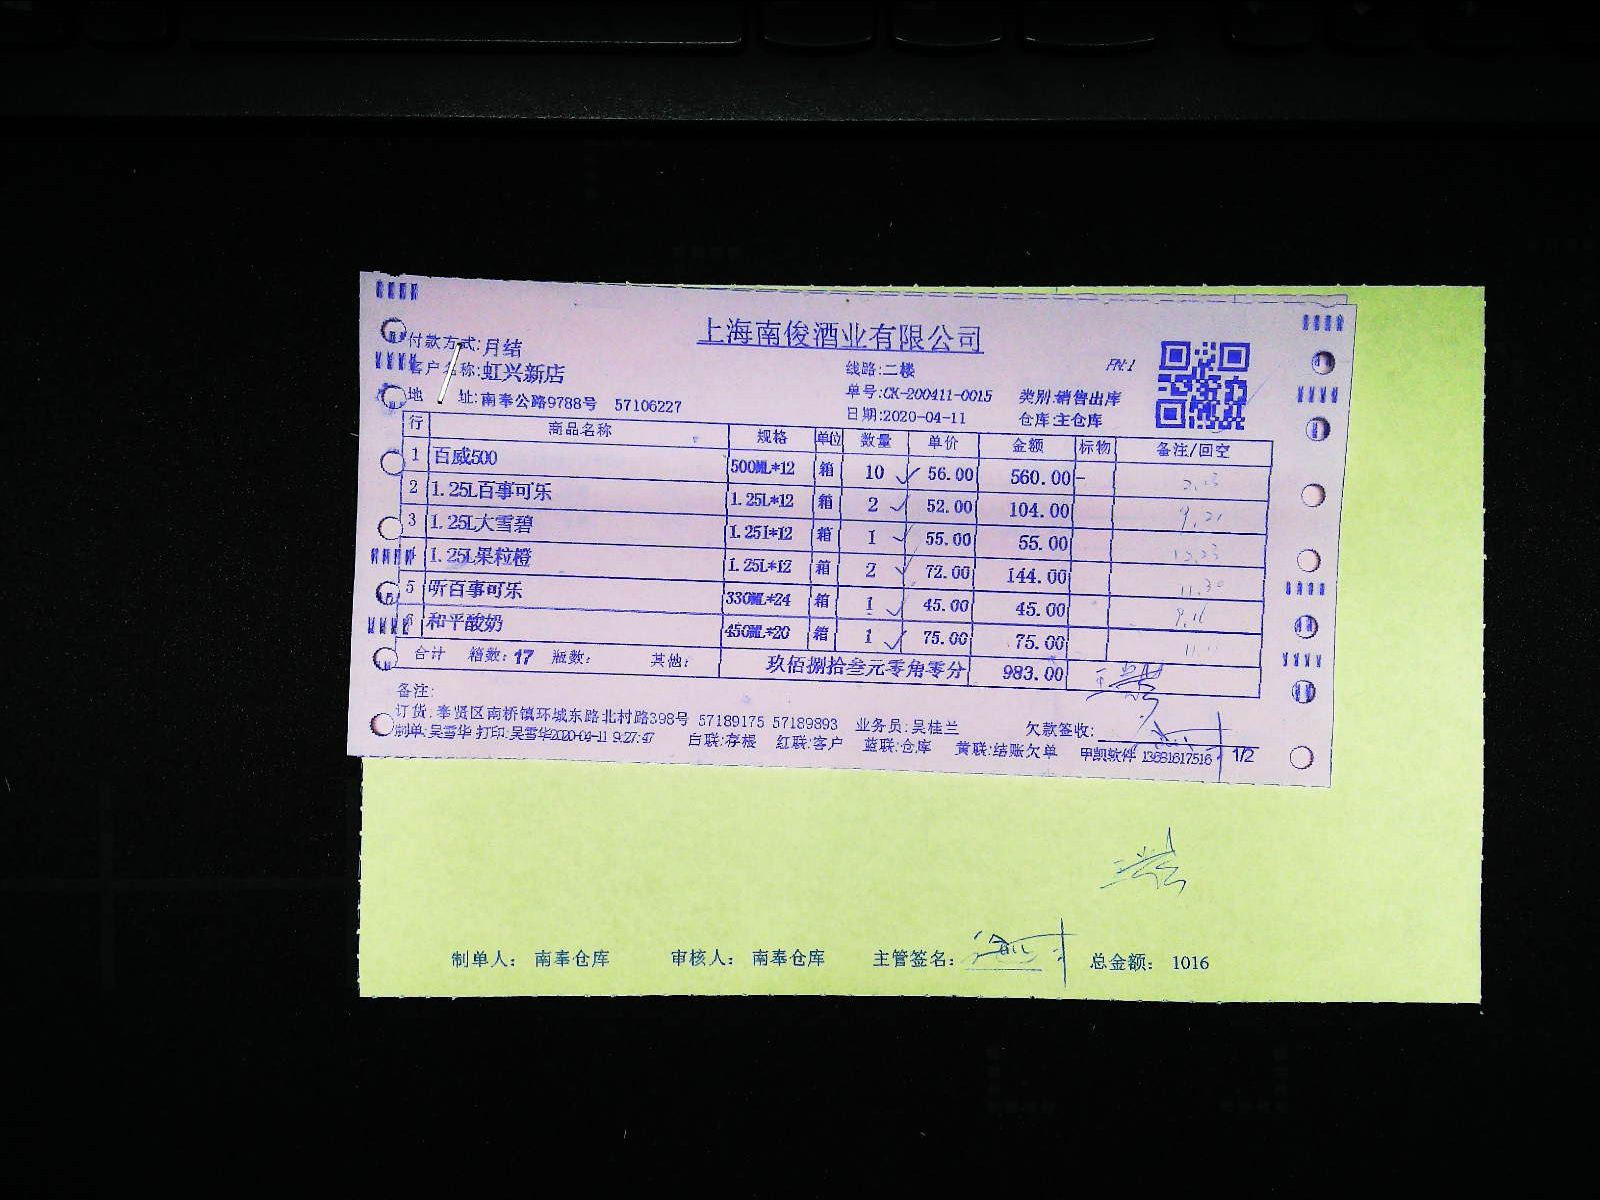 上海南俊酒业有限公司
付款方式:月结
客户名称:虹兴新店 线路:二楼 PN:1
地 址:南奉公路9788号 57106227 单号:CK-200411-0015 类别:销售出库
日期:2020-04-11 仓库:主仓库
行 商品名称 规格 单位 数量 单价 金额 标物 备注/回空
1 百威500 500ML*12 箱 10 56.00 560.00 -
2 1.25L百事可乐 1.25L*12 箱 2 52.00 104.00 9.21
3 1.25L大雪碧 1.25l*12 箱 1 55.00 55.00 12.23
4 1.25L果粒橙 1.25L*12 箱 2 72.00 144.00 11.30
5 听百事可乐 330ML*24 箱 1 45.00 45.00 9.16
6 和平酸奶 450ML*20 箱 1 75.00 75.00
合计 箱数:17 瓶数: 其他: 玖佰捌拾叁元零角零分 983.00
备注:
订货:奉贤区南桥镇环城东路北村路398号 57189175 57189893 业务员:吴桂兰 欠款签收:
制单:吴雪华 打印:吴雪华2020-04-11 9:27:47 白联:存根 红联:客户 蓝联:仓库 黄联:结账欠单 甲凯软件 13681617516 1/2
制单人: 南奉仓库 审核人: 南奉仓库 主管签名: 总金额: 1016